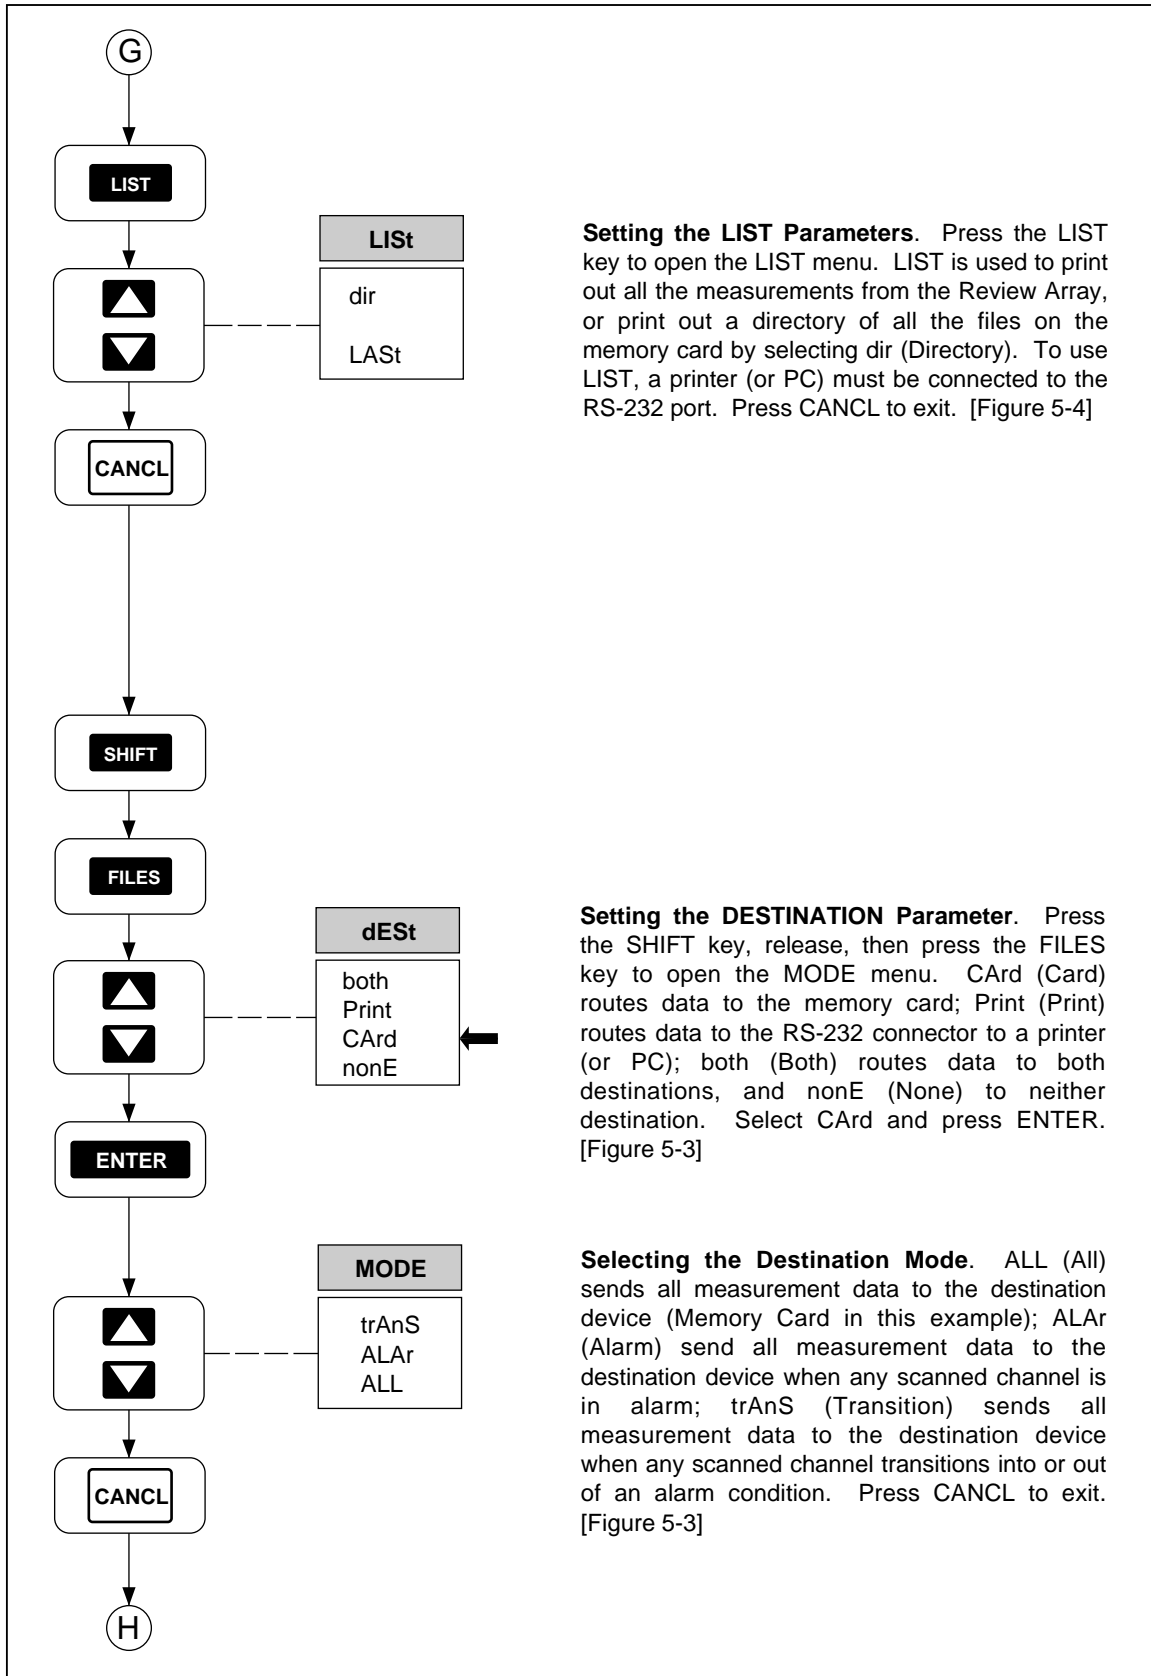 G
LIST
LISt
dir
LASt
Setting the LIST Parameters. Press the LIST
key to open the LIST menu. LIST is used to print
out all the measurements from the Review Array,
or print out a directory of all the files on the
memory card by selecting dir (Directory). To use
LIST, a printer (or PC) must be connected to the
RS-232 port. Press CANCL to exit. [Figure 5-4]
CANCL
SHIFT
FILES
dESt
both
Print
CArd
nonE
Setting the DESTINATION Parameter. Press
the SHIFT key, release, then press the FILES
key to open the MODE menu. CArd (Card)
routes data to the memory card; Print (Print)
routes data to the RS-232 connector to a printer
(or PC); both (Both) routes data to both
destinations, and nonE (None) to neither
destination. Select CArd and press ENTER.
[Figure 5-3]
ENTER
MODE
trAnS
ALAr
ALL
Selecting the Destination Mode. ALL (All)
sends all measurement data to the destination
device (Memory Card in this example); ALAr
(Alarm) send all measurement data to the
destination device when any scanned channel is
in alarm; trAnS (Transition) sends all
measurement data to the destination device
when any scanned channel transitions into or out
of an alarm condition. Press CANCL to exit.
[Figure 5-3]
CANCL
H